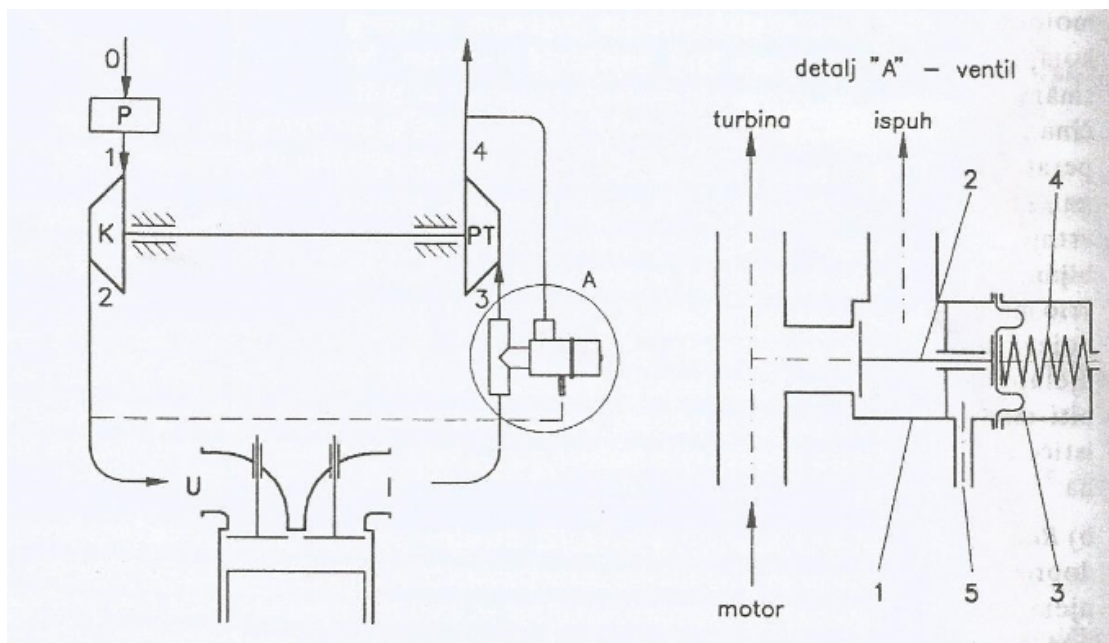 0
detalj "A" – ventil
P
turbina
ispuh
1
4
2
4
K
PT
2
3
A
U
I
motor
1
5
3